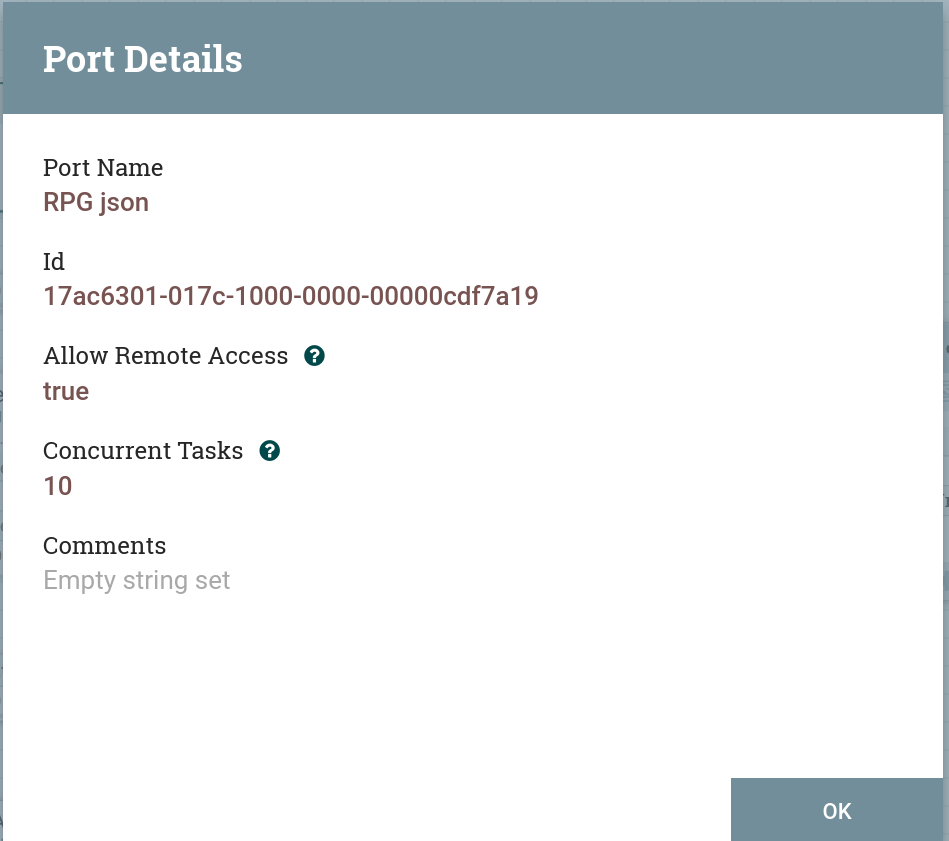 Port Details
Port Name
RPG json
Id
17ac6301-017c-1000-0000-00000cdf7a19
Allow Remote Access ?
true
Concurrent Tasks ?
10
Comments
Empty string set
OK